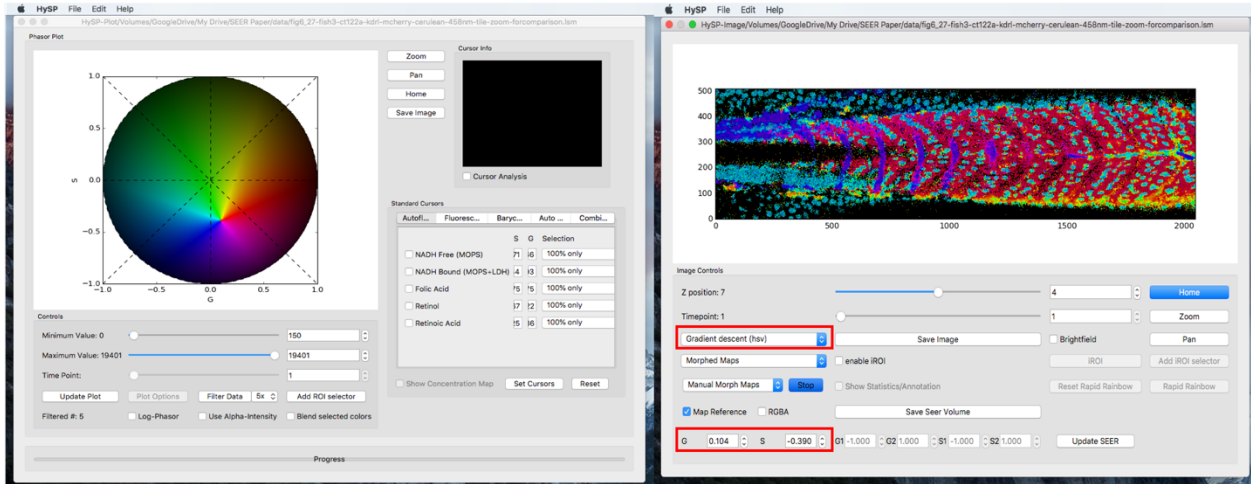 HySP File Edit Help
HySP-Plot/Volumes/GoogleDrive/My Drive/SEER Paper/data/fig6_27-fish3-ct122a-kdrl-mcherry-cerulean-458nm-tile-zoom-forcomparison.lsm
Phasor Plot
1.0
0.5
0.0
−0.5
−1.0
S
−1.0 −0.5 0.0 0.5 1.0
G
Zoom
Pan
Home
Save Image
Cursor Info
Cursor Analysis
Standard Cursors
Autofl... Fluoresc... Baryc... Auto ... Combi...
S G Selection
NADH Free (MOPS) 71 100% only
NADH Bound (MOPS+LDH) 100% only
Folic Acid 100% only
Retinol 100% only
Retinoic Acid 100% only
Show Concentration Map Set Cursors Reset
Controls
Minimum Value: 0 150
Maximum Value: 19401 19401
Time Point: 1
Update Plot Plot Options Filter Data 5x Add ROI selector
Filtered #: 5 Log-Phasor Use Alpha-Intensity Blend selected colors
Progress
HySP File Edit Help
HySP-Image/Volumes/GoogleDrive/My Drive/SEER Paper/data/fig6_27-fish3-ct122a-kdrl-mcherry-cerulean-458nm-tile-zoom-forcomparison.lsm
500
400
300
200
100
0
0 500 1000 1500 2000
Image Controls
Z position: 7 4 Home
Timepoint: 1 1 Zoom
Gradient descent (hsv) Save Image Brightfield Pan
Morphed Maps enable iROI iROI Add iROI selector
Manual Morph Maps Stop Show Statistics/Annotation Reset Rapid Rainbow Rapid Rainbow
Map Reference RGBA Save Seer Volume
G 0.104 S -0.390 G1 -1.000 G2 1.000 S1 -1.000 S2 1.000 Update SEER